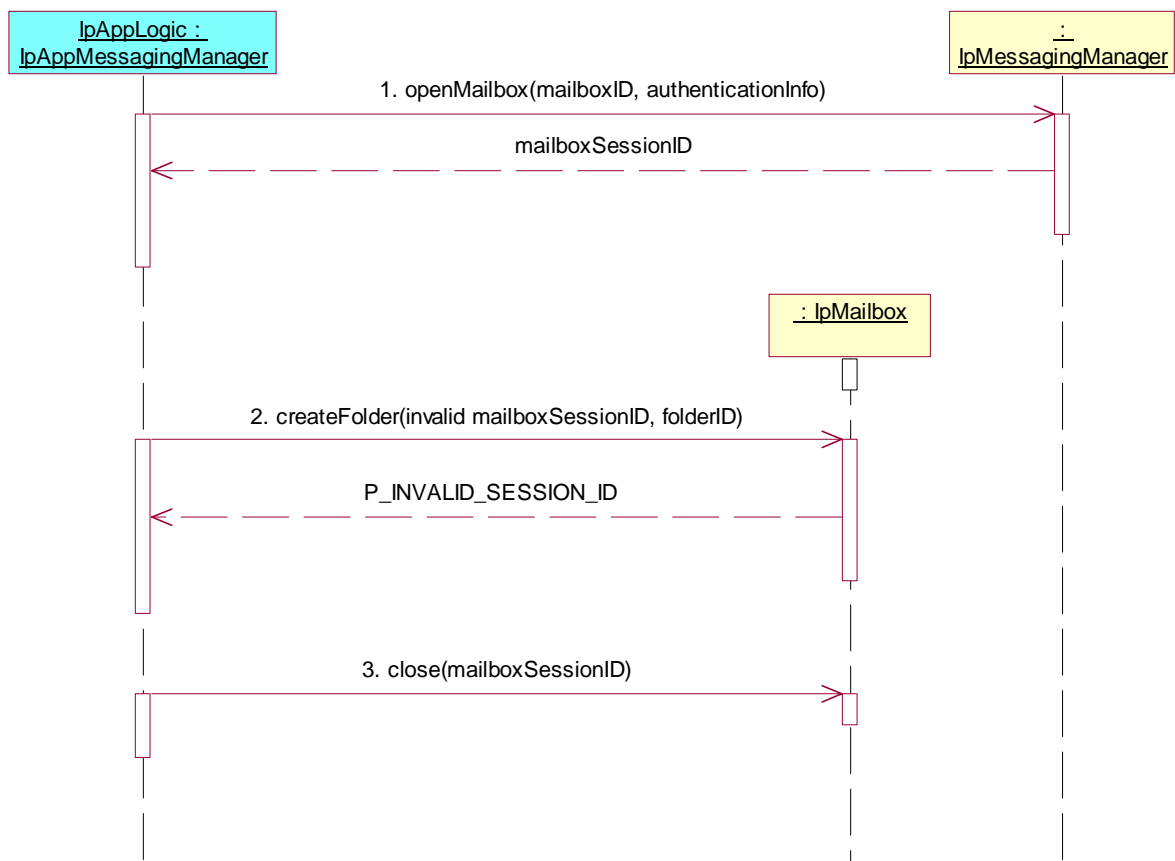 IpAppLogic :
IpAppMessagingManager
:
IpMessagingManager
1. openMailbox(mailboxID, authenticationInfo)
mailboxSessionID
: IpMailbox
2. createFolder(invalid mailboxSessionID, folderID)
P_INVALID_SESSION_ID
3. close(mailboxSessionID)